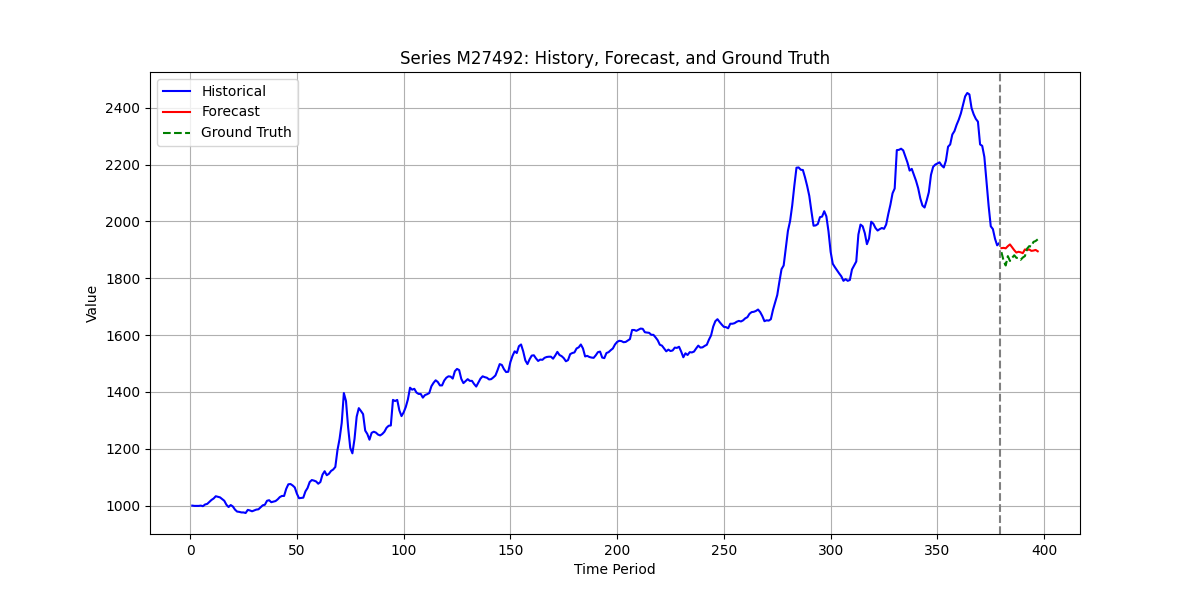 Series M27492: History, Forecast, and Ground Truth
Historical
Forecast
Ground Truth
Value
2400
2200
2000
1800
1600
1400
1200
1000
0 50 100 150 200 250 300 350 400
Time Period